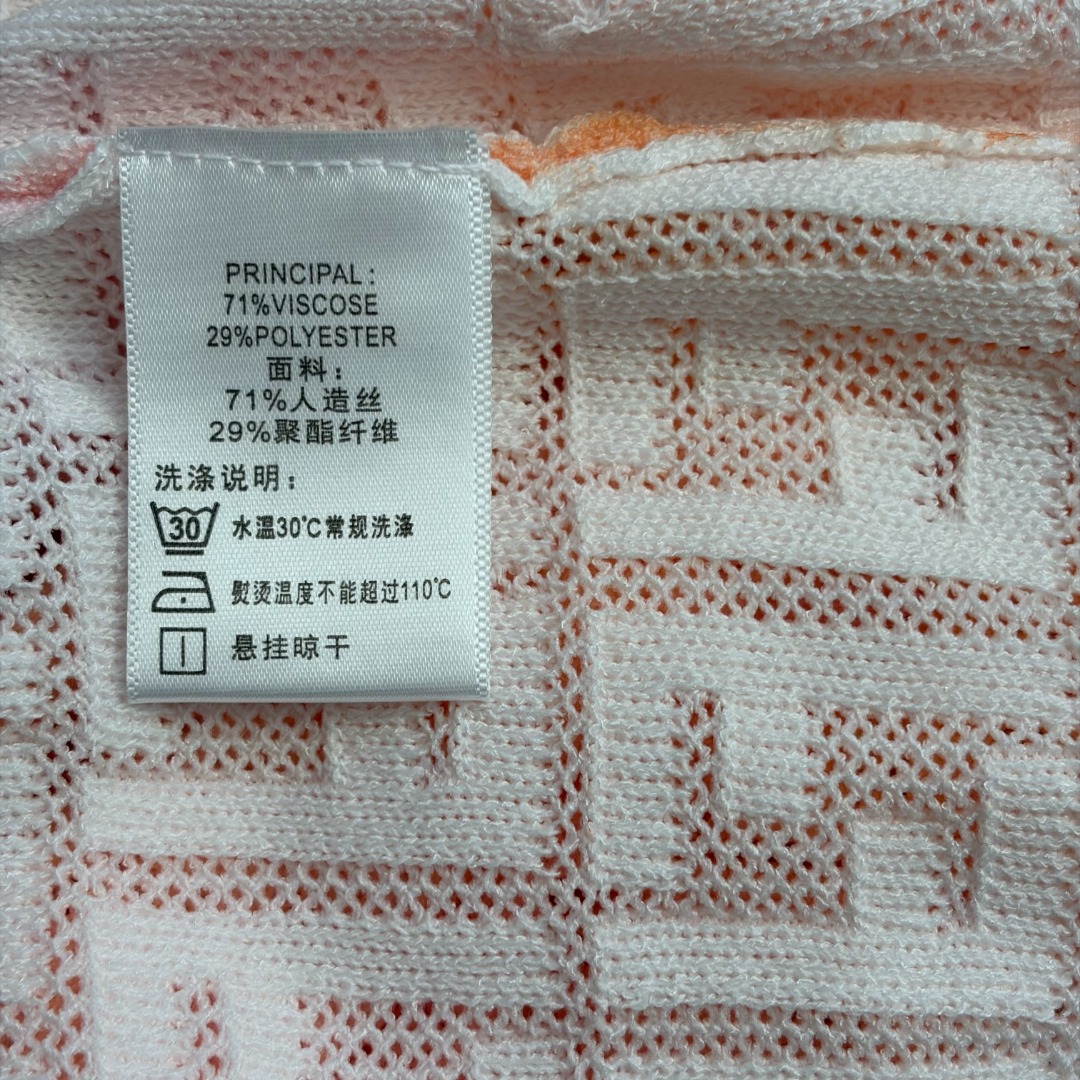 PRINCIPAL:
71%VISCOSE
29%POLYESTER
面料：
71%人造丝
29%聚酯纤维
洗涤说明：
30 水温30℃常规洗涤
熨烫温度不能超过110℃
悬挂晾干